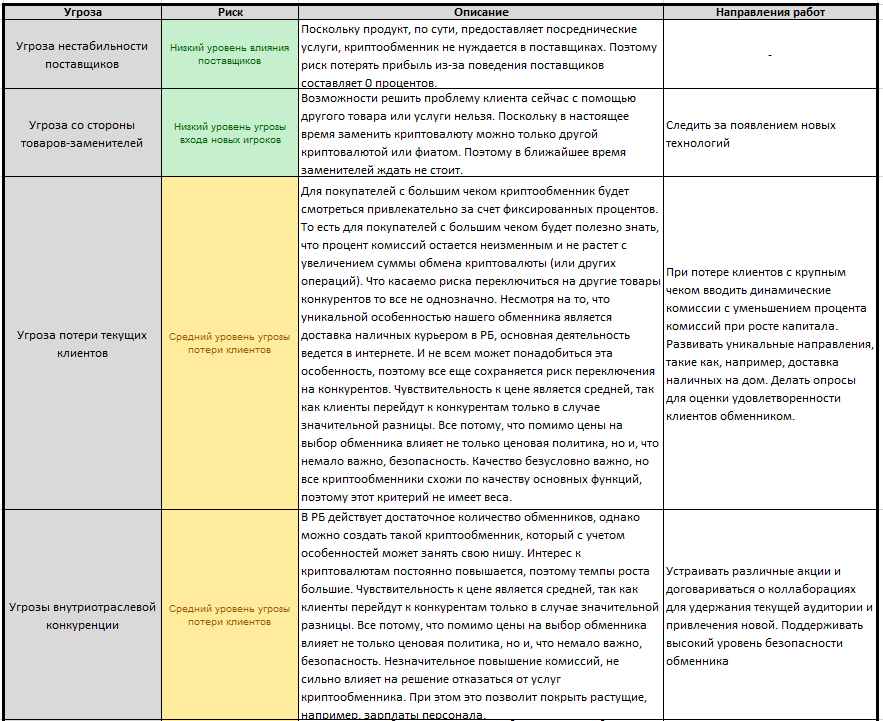 Угроза
Риск
Описание
Направления работ
Угроза нестабильности
поставщиков
Низкий уровень влияния
поставщиков
Поскольку продукт, по сути, предоставляет посреднические
услуги, криптообменник не нуждается в поставщиках. Поэтому
риск потерять прибыль из-за поведения поставщиков
составляет 0 процентов.
-
Угроза со стороны
товаров-заменителей
Низкий уровень угрозы
входа новых игроков
Возможности решить проблему клиента сейчас с помощью
другого товара или услуги нельзя. Поскольку в настоящее
время заменить криптовалюту можно только другой
криптовалютой или фиатом. Поэтому в ближайшее время
заменителей ждать не стоит.
Следить за появлением новых
технологий
Угроза потери текущих
клиентов
Средний уровень угрозы
потери клиентов
Для покупателей с большим чеком криптообменник будет
смотреться привлекательно за счет фиксированных процентов.
То есть для покупателей с большим чеком будет полезно знать,
что процент комиссий остается неизменным и не растет с
увеличением суммы обмена криптовалюты (или других
операций). Что касаемо риска переключиться на другие товары
конкурентов то все не однозначно. Несмотря на то, что
уникальной особенностью нашего обменника является
доставка наличных курьером в РБ, основная деятельность
ведется в интернете. И не всем может понадобиться эта
особенность, поэтому все еще сохраняется риск переключения
на конкурентов. Чувствительность к цене является средней, так
как клиенты перейдут к конкурентам только в случае
значительной разницы. Все потому, что помимо цены на
выбор обменника влияет не только ценовая политика, но и, что
немало важно, безопасность. Качество безусловно важно, но
все криптообменники схожи по качеству основных функций,
поэтому этот критерий не имеет веса.
При потере клиентов с крупным
чеком вводить динамические
комиссии с уменьшением процента
комиссий при росте капитала.
Развивать уникальные направления,
такие как, например, доставка
наличных на дом. Делать опросы
для оценки удовлетворенности
клиентов обменником.
Угрозы внутриотраслевой
конкуренции
Средний уровень угрозы
потери клиентов
В РБ действует достаточное количество обменников, однако
можно создать такой криптообменник, который с учетом
особенностей может занять свою нишу. Интерес к
криптовалютам постоянно повышается, поэтому темпы роста
большие. Чувствительность к цене является средней, так как
клиенты перейдут к конкурентам только в случае значительной
разницы. Все потому, что помимо цены на выбор обменника
влияет не только ценовая политика, но и, что немало важно,
безопасность. Незначительное повышение комиссий, не
сильно влияет на решение отказаться от услуг
криптообменника. При этом это позволит покрыть растущие,
например, зарплаты персонала.
Устраивать различные акции и
договариваться о коллаборациях
для удержания текущей аудитории и
привлечения новой. Поддерживать
высокий уровень безопасности
обменника